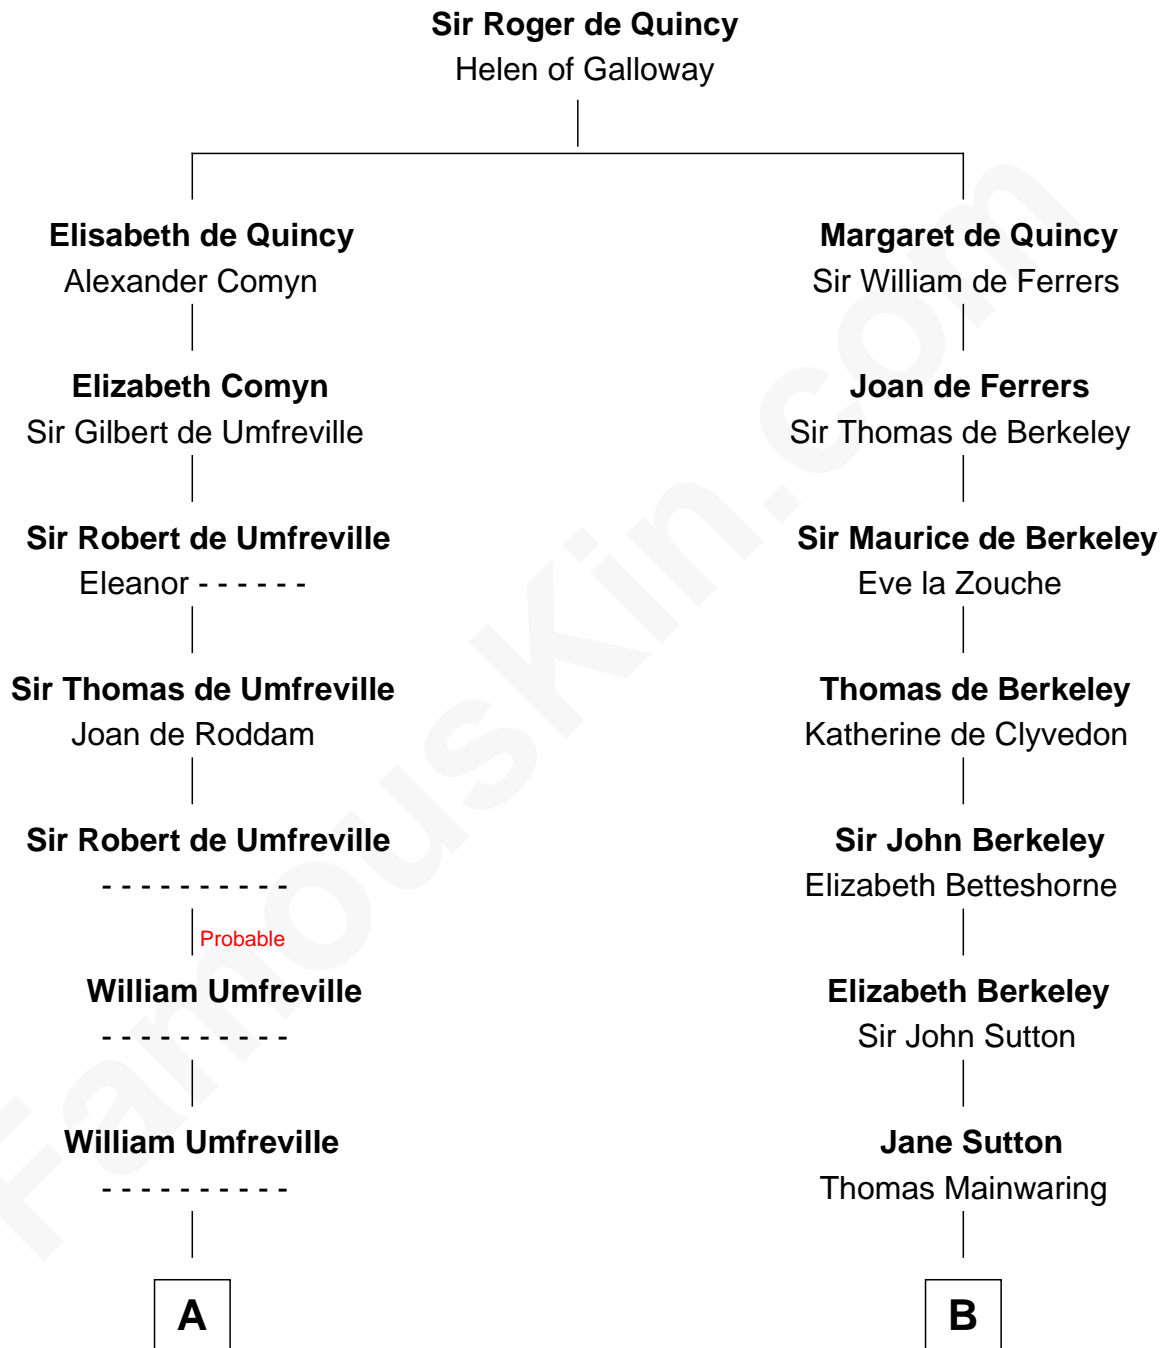 Sir Roger de Quincy
Helen of Galloway
Elisabeth de Quincy
Alexander Comyn
Margaret de Quincy
Sir William de Ferrers
Elizabeth Comyn
Sir Gilbert de Umfreville
Joan de Ferrers
Sir Thomas de Berkeley
Sir Robert de Umfreville
Eleanor - - - - - -
Sir Maurice de Berkeley
Eve la Zouche
Sir Thomas de Umfreville
Joan de Roddam
Thomas de Berkeley
Katherine de Clyvedon
Sir Robert de Umfreville
- - - - - - - - - -
Sir John Berkeley
Elizabeth Betteshorne
Probable
William Umfreville
- - - - - - - - - -
Elizabeth Berkeley
Sir John Sutton
William Umfreville
- - - - - - - - - -
Jane Sutton
Thomas Mainwaring
A
B
FamousKin.com